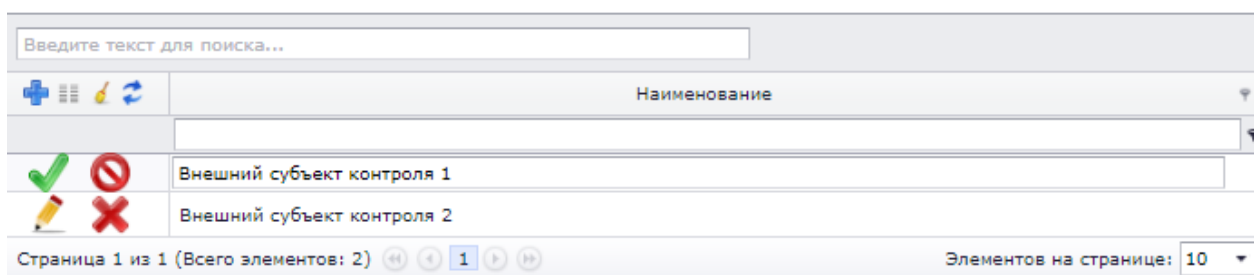 Введите текст для поиска...
Наименование
Внешний субъект контроля 1
Внешний субъект контроля 2
Страница 1 из 1 (Всего элементов: 2) 1 Элементов на странице: 10